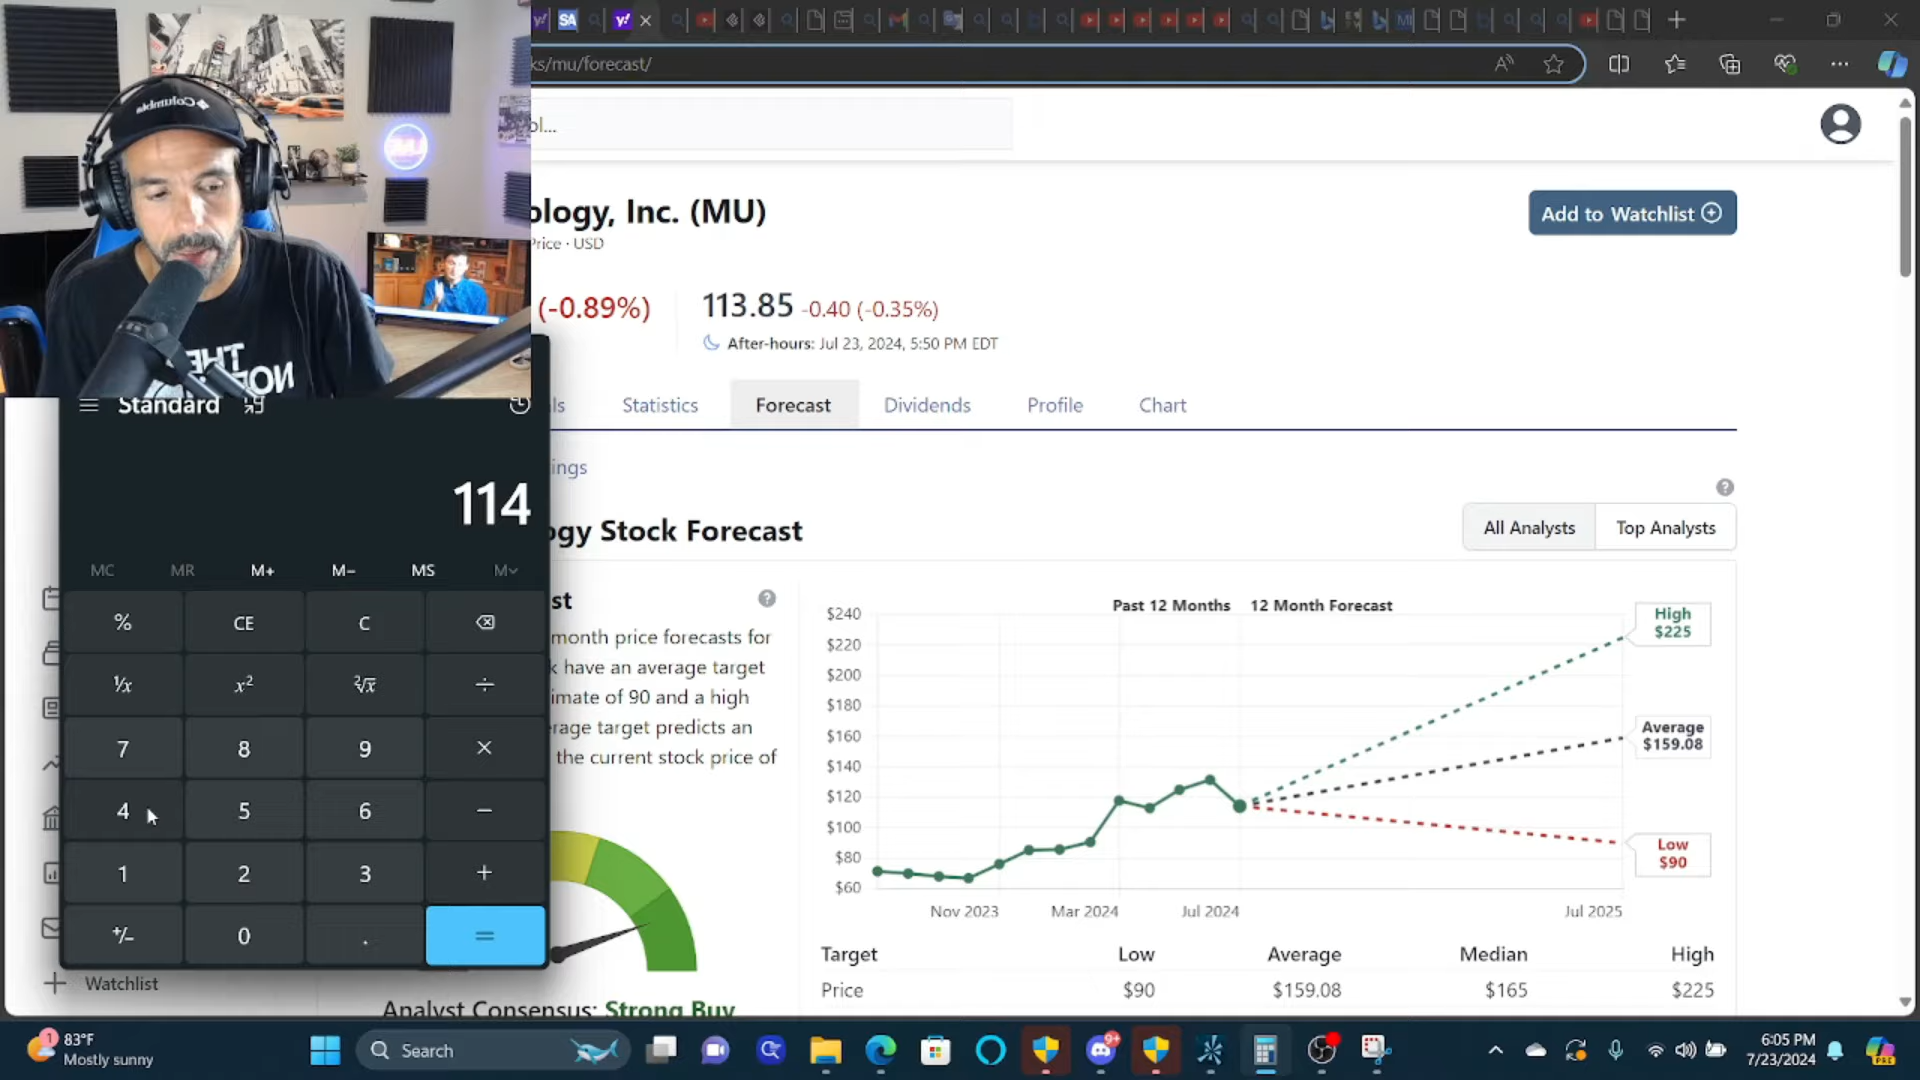 ks/mu/forecast/
ol...
Columbia
ology, Inc. (MU)
Price · USD
Add to Watchlist
(-0.89%)
113.85 -0.40 (-0.35%)
After-hours: Jul 23, 2024, 5:50 PM EDT
THE
ls
Statistics
Forecast
Dividends
Profile
Chart
Standard
ings
114
ogy Stock Forecast
All Analysts
Top Analysts
MC MR M+ M− MS M
st
month price forecasts for
k have an average target
imate of 90 and a high
erage target predicts an
the current stock price of
% CE C
¹/x x² ²√x ÷
7 8 9 ×
4 5 6 −
1 2 3 +
+/− 0 . =
Past 12 Months
12 Month Forecast
$240
$220
$200
$180
$160
$140
$120
$100
$80
$60
High
$225
Average
$159.08
Low
$90
Nov 2023
Mar 2024
Jul 2024
Jul 2025
Target Low Average Median High
Price $90 $159.08 $165 $225
Watchlist
Analyst Consensus: Strong Buy
83°F
Mostly sunny
Search
6:05 PM
7/23/2024